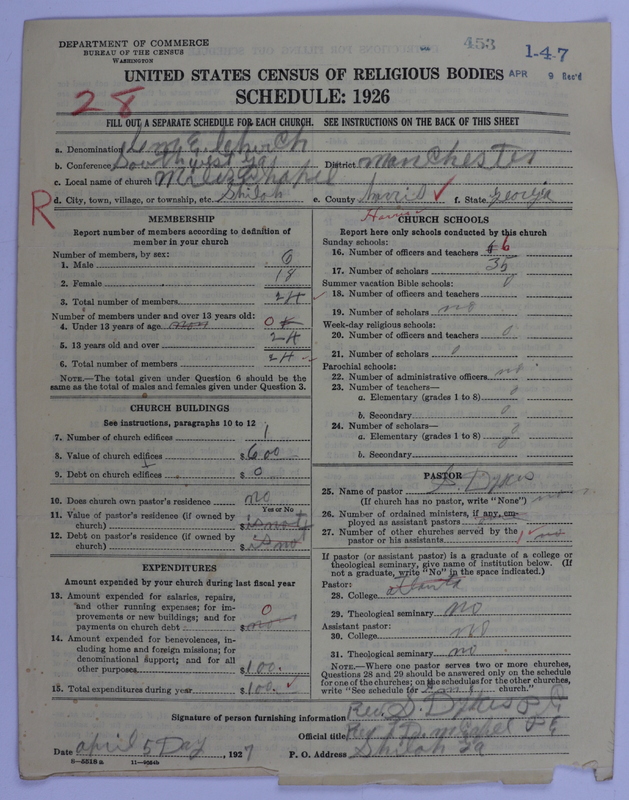 DEPARTMENT OF COMMERCE
BUREAU OF THE CENSUS
WASHINGTON
453
1-4-7
APR 9 Rec'd
UNITED STATES CENSUS OF RELIGIOUS BODIES
SCHEDULE: 1926
28
FILL OUT A SEPARATE SCHEDULE FOR EACH CHURCH. SEE INSTRUCTIONS ON THE BACK OF THIS SHEET
a. Denomination
b. Conference Southwest Ga District Manchester
c. Local name of church Miles Chapel
R
d. City, town, village, or township, etc. Shiloh e. County Harris f. State Georgia
MEMBERSHIP
Report number of members according to definition of member in your church
Number of members, by sex:
1. Male 6
2. Female 18
3. Total number of members 24
Number of members under and over 13 years old:
4. Under 13 years of age 0
5. 13 years old and over 24
6. Total number of members 24
NOTE.—The total given under Question 6 should be the same as the total of males and females given under Question 3.
CHURCH BUILDINGS
See instructions, paragraphs 10 to 12
7. Number of church edifices 1
8. Value of church edifices $600
9. Debt on church edifices $0
10. Does church own pastor's residence no
Yes or No
11. Value of pastor's residence (if owned by church) $is not
12. Debt on pastor's residence (if owned by church) $is not
EXPENDITURES
Amount expended by your church during last fiscal year
13. Amount expended for salaries, repairs, and other running expenses; for improvements or new buildings; and for payments on church debt $ 0
14. Amount expended for benevolences, including home and foreign missions; for denominational support; and for all other purposes $100.
15. Total expenditures during year $100.
CHURCH SCHOOLS
Report here only schools conducted by this church
Sunday schools:
16. Number of officers and teachers 6
17. Number of scholars 35
Summer vacation Bible schools:
18. Number of officers and teachers 0
19. Number of scholars no
Week-day religious schools:
20. Number of officers and teachers 0
21. Number of scholars 0
Parochial schools:
22. Number of administrative officers no
23. Number of teachers—
a. Elementary (grades 1 to 8) 0
b. Secondary 0
24. Number of scholars—
a. Elementary (grades 1 to 8) 0
b. Secondary
PASTOR
25. Name of pastor S. Dykes
(If church has no pastor, write "None")
26. Number of ordained ministers, if any, employed as assistant pastors
27. Number of other churches served by the pastor or his assistants 1 no
If pastor (or assistant pastor) is a graduate of a college or theological seminary, give name of institution below. (If not a graduate, write "No" in the space indicated.)
Pastor:
28. College atlanta
29. Theological seminary no
Assistant pastor:
30. College no
31. Theological seminary no
NOTE.—Where one pastor serves two or more churches, Questions 28 and 29 should be answered only on the schedule for one of the churches; on the schedules for the other churches, write "See schedule for church."
Signature of person furnishing information Rev. S. Dykes
Official title
Date april 5 Day, 1927 P. O. Address Shiloh Ga
8—5518a 11—9064b